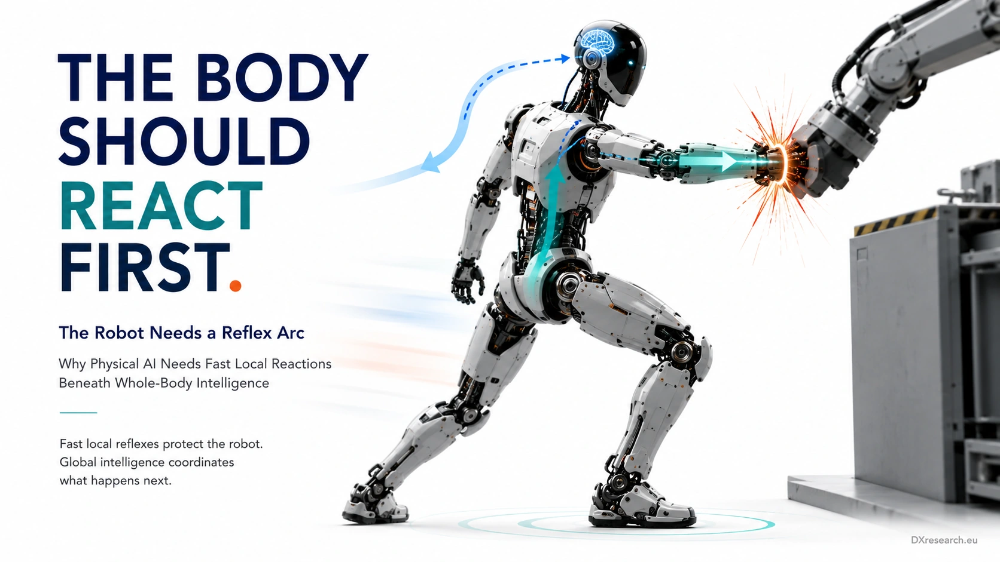 THE BODY
SHOULD
REACT
FIRST.
The Robot Needs a Reflex Arc
Why Physical AI Needs Fast Local Reactions
Beneath Whole-Body Intelligence
Fast local reflexes protect the robot.
Global intelligence coordinates
what happens next.
DXresearch.eu